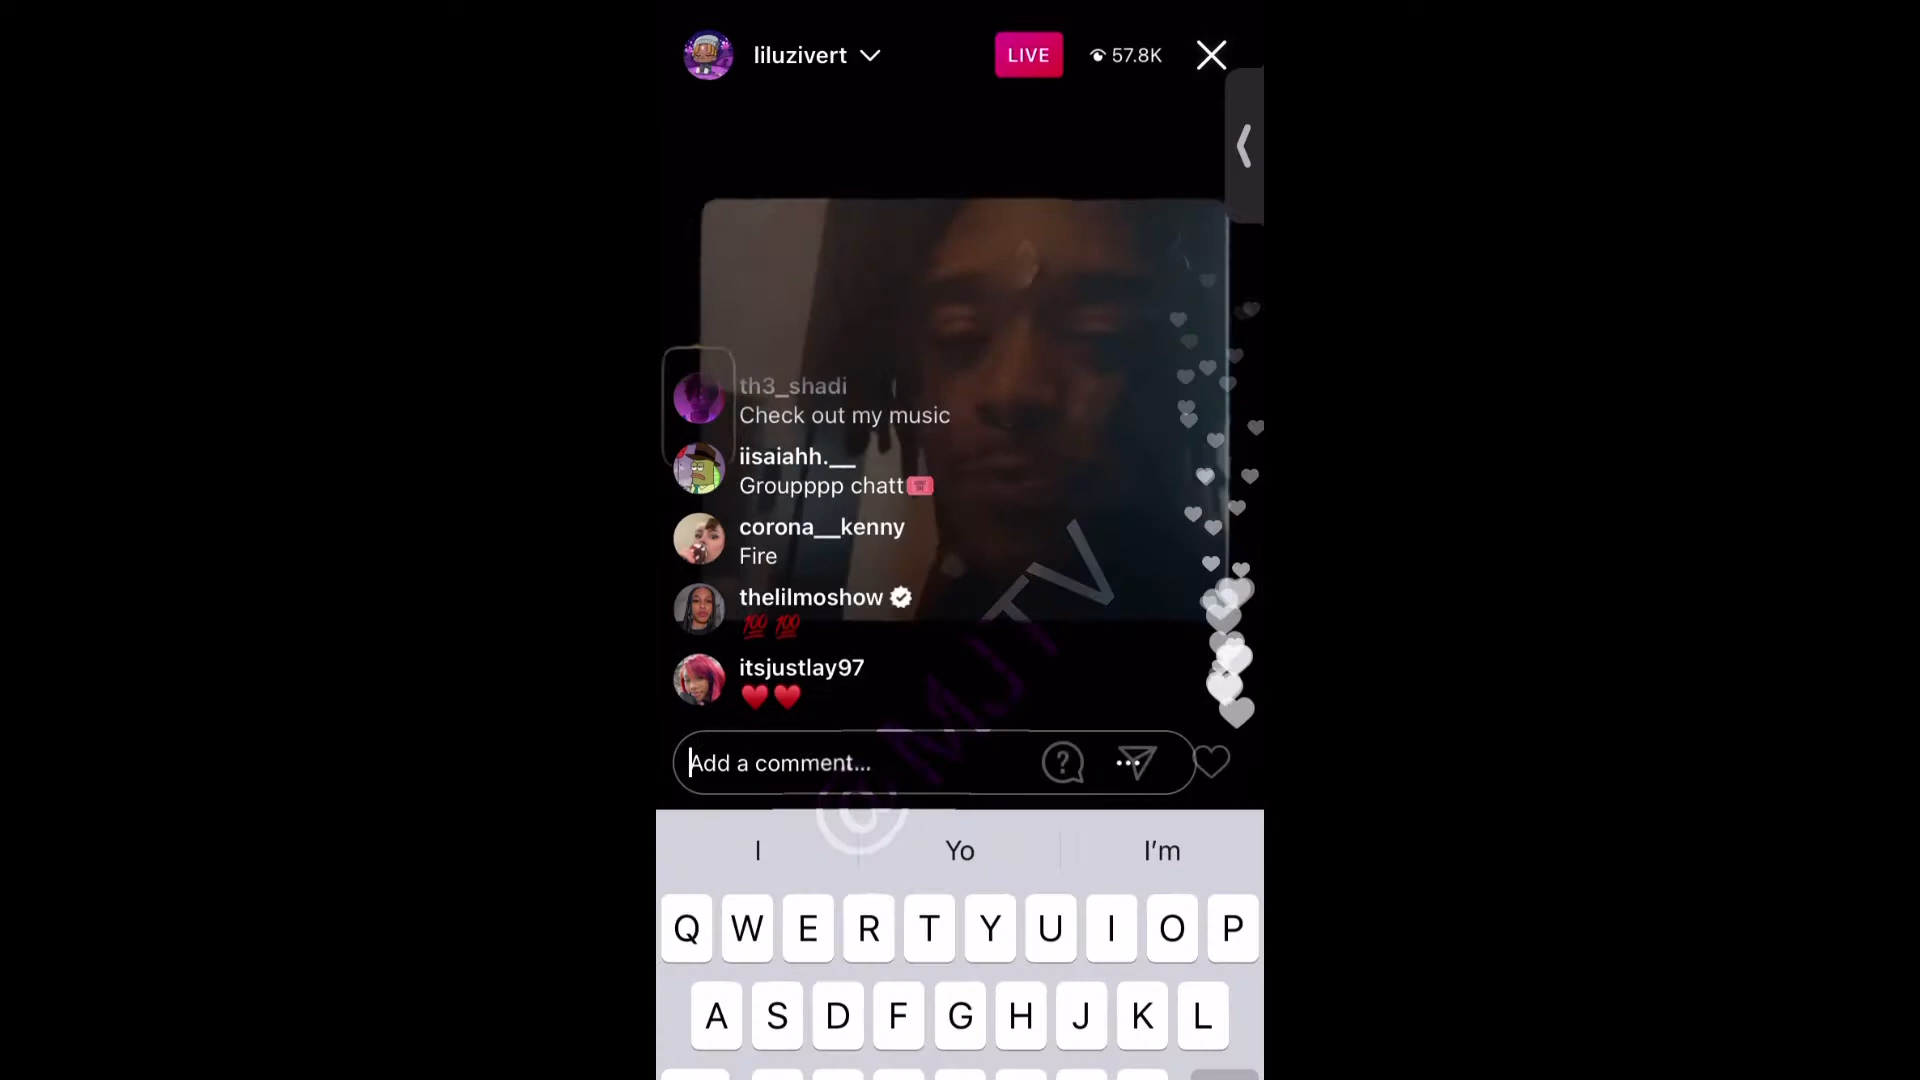 liluzivert
LIVE
57.8K
th3_shadi
Check out my music
iisaiahh.__
Groupppp chatt
corona__kenny
Fire
thelilmoshow
💯 💯
itsjustlay97
♥️ ♥️
Add a comment...
@MJTV
I Yo I’m
Q W E R T Y U I O P
A S D F G H J K L